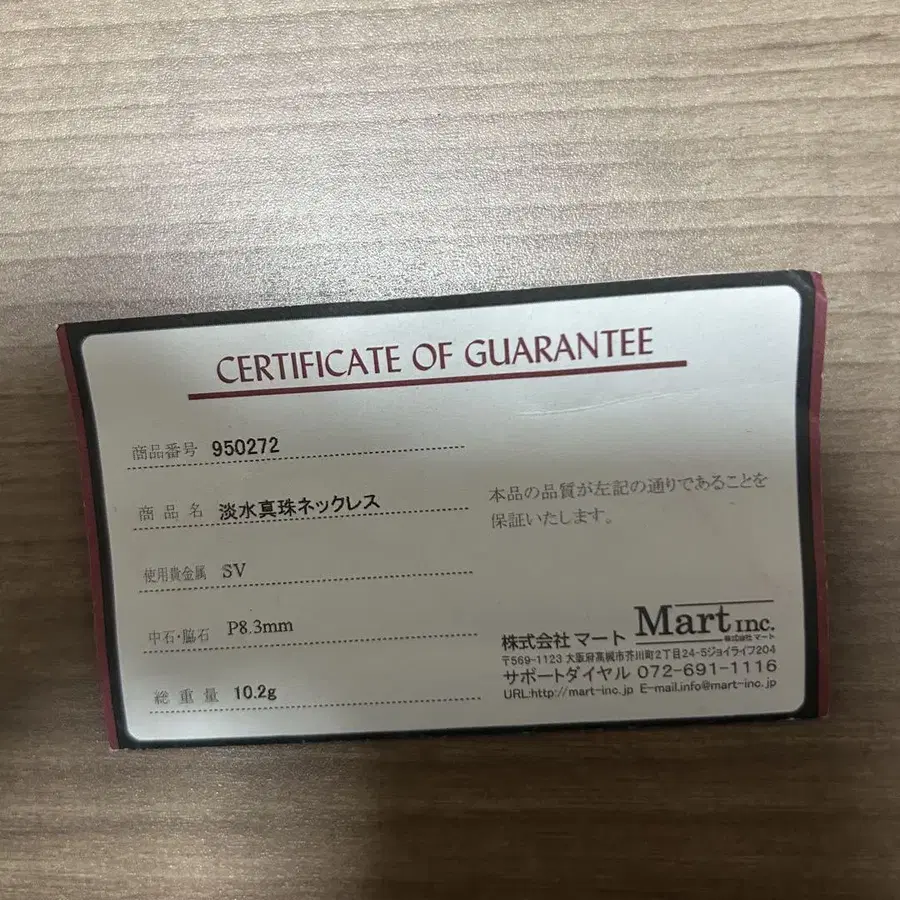 CERTIFICATE OF GUARANTEE
商品番号 950272
商品名 淡水真珠ネックレス
使用貴金属 SV
中石・脇石 P8.3mm
総重量 10.2g
本品の品質が左記の通りであることを
保証いたします。
株式会社 マート Mart INC.
株式会社 マート
〒569-1123 大阪府高槻市芥川町2丁目24-5ジョイライフ204
サポートダイヤル 072-691-1116
URL:http://mart-inc.jp E-mail.info@mart-inc.jp